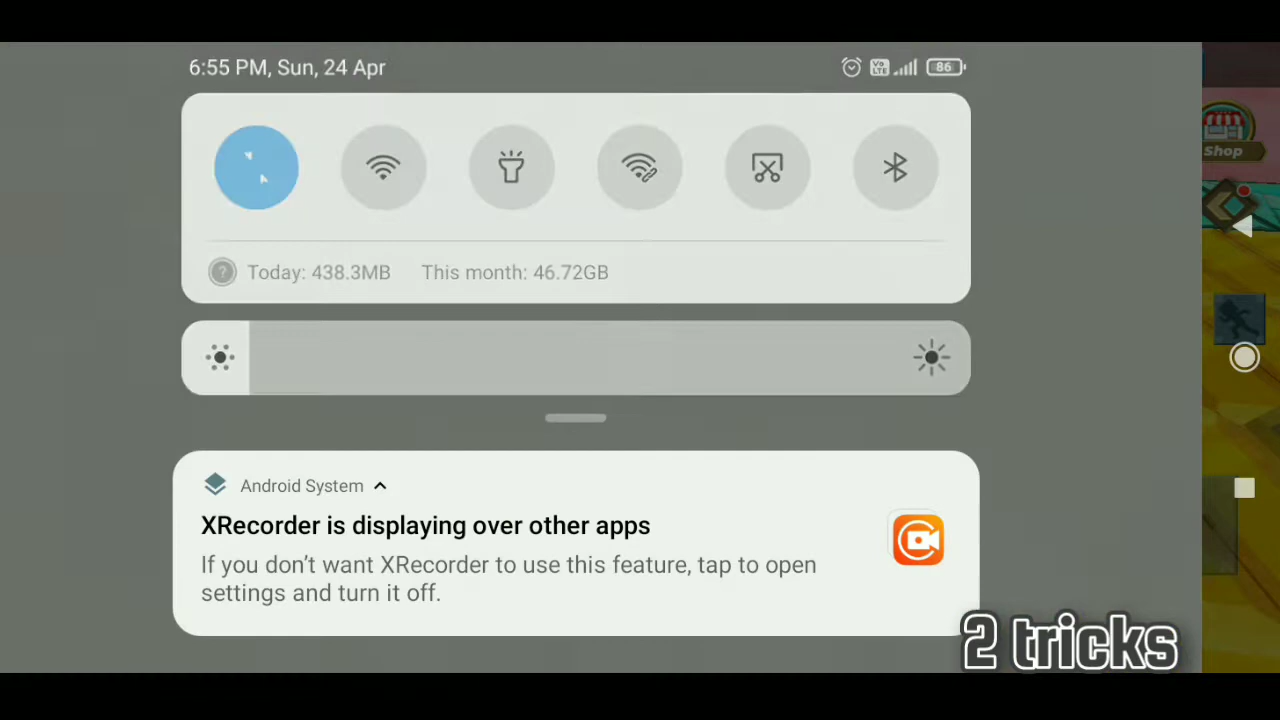 6:55 PM, Sun, 24 Apr
Vo LTE
86
Shop
Today: 438.3MB This month: 46.72GB
Android System
XRecorder is displaying over other apps
If you don't want XRecorder to use this feature, tap to open
settings and turn it off.
2 tricks